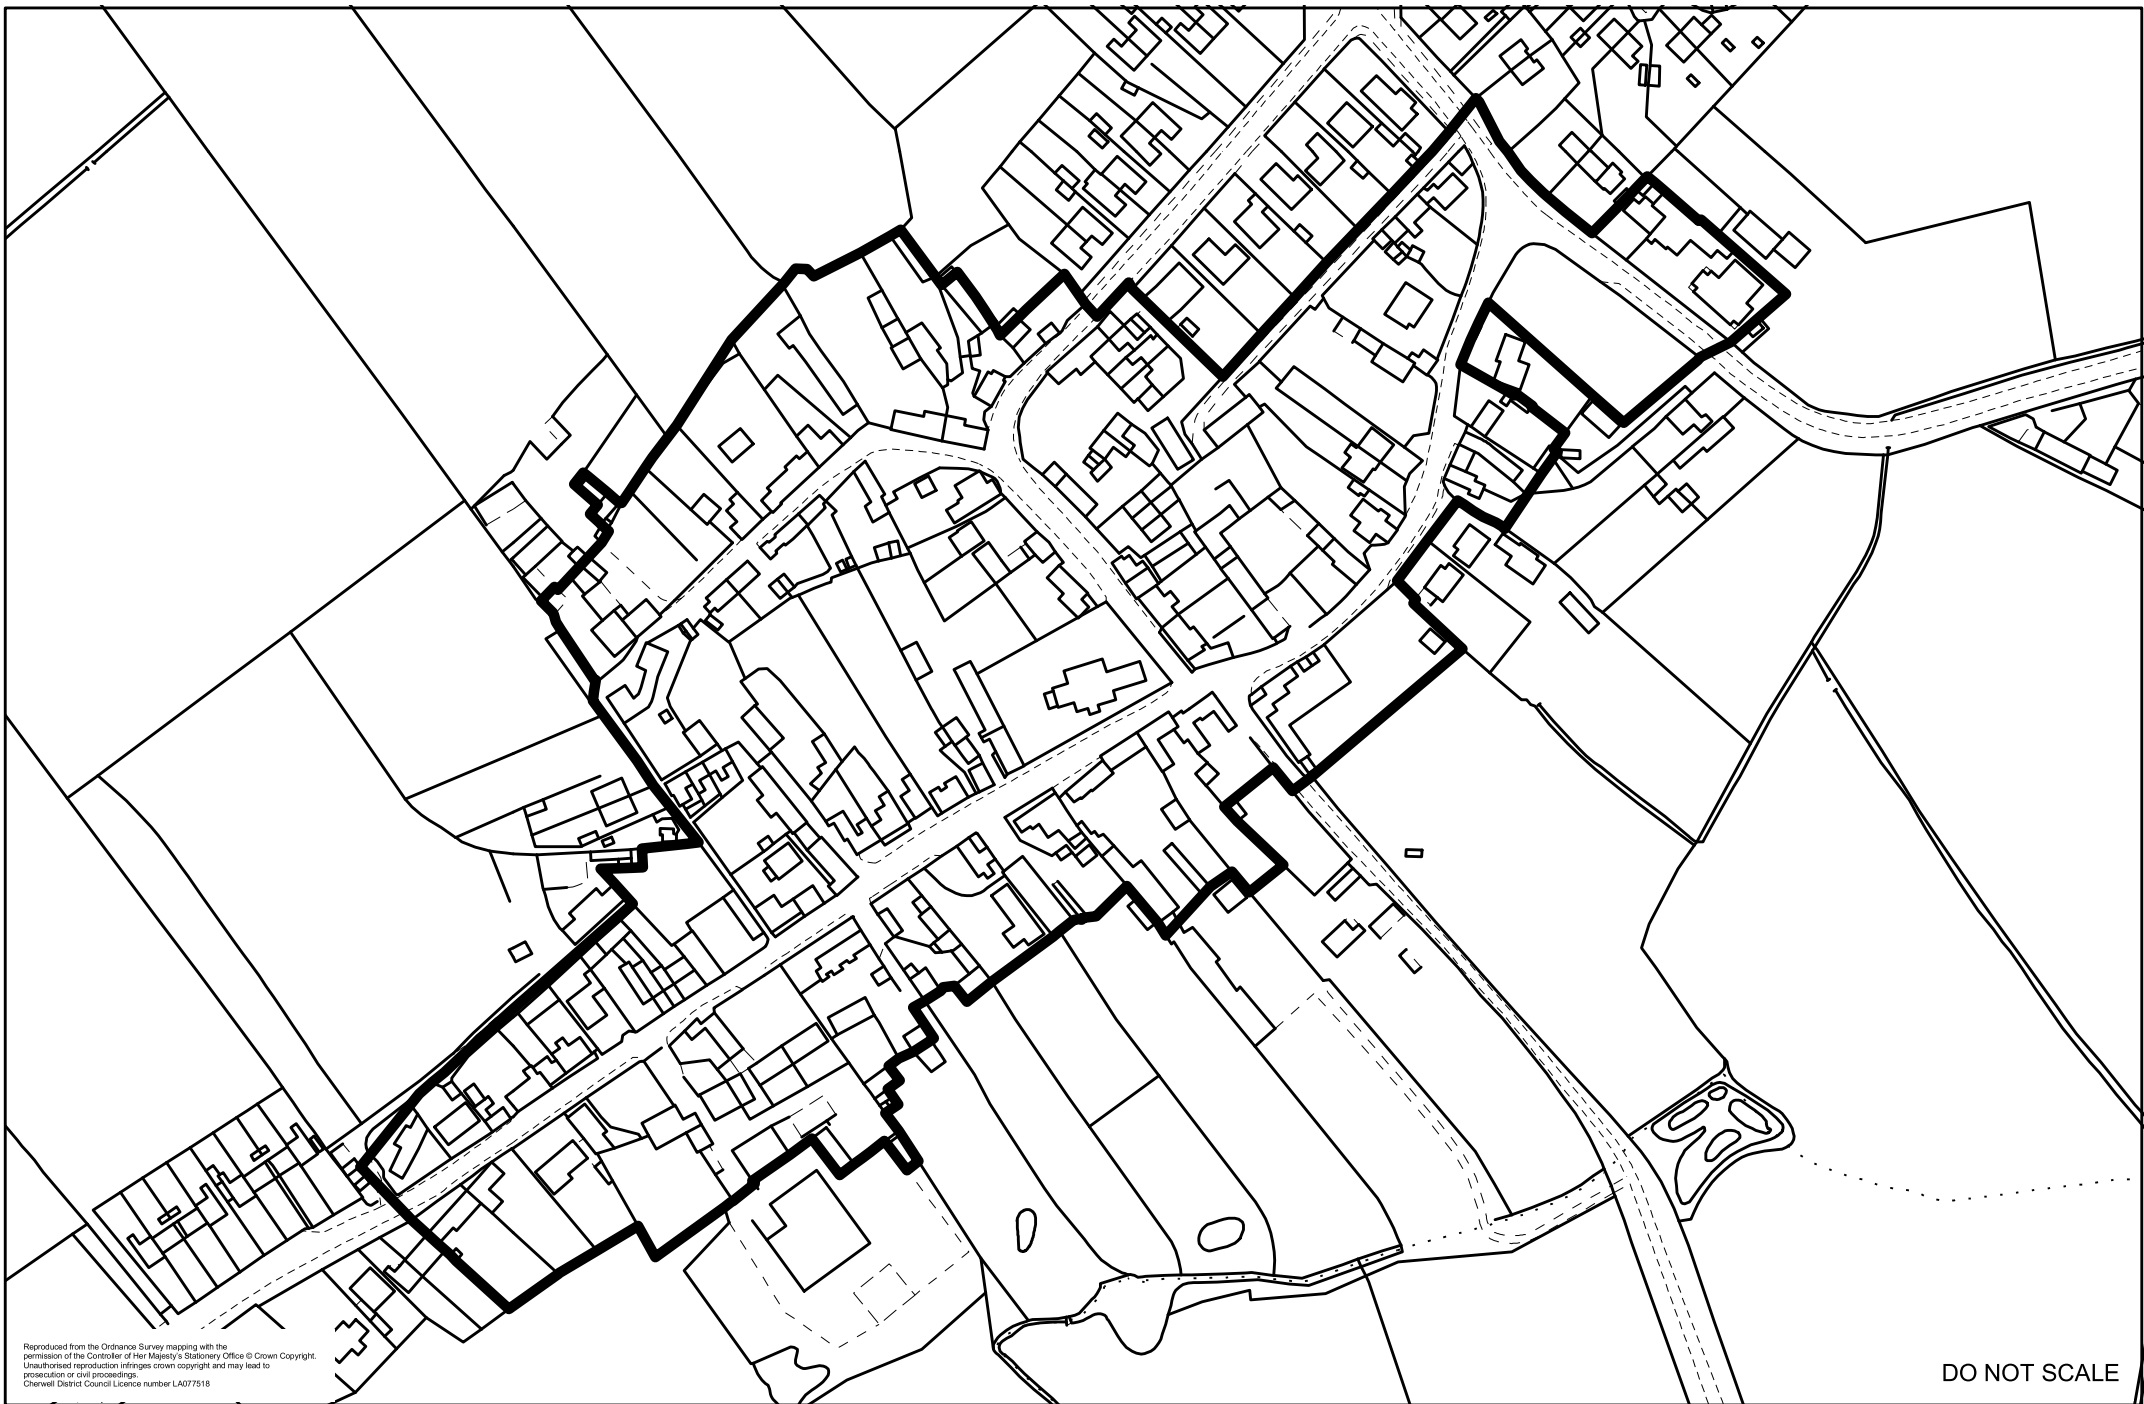 Reproduced from the Ordnance Survey mapping with the
permission of the Controller of Her Majesty's Stationery Office © Crown Copyright.
Unauthorised reproduction infringes crown copyright and may lead to
prosecution or civil proceedings.
Cherwell District Council Licence number LA077518
DO NOT SCALE